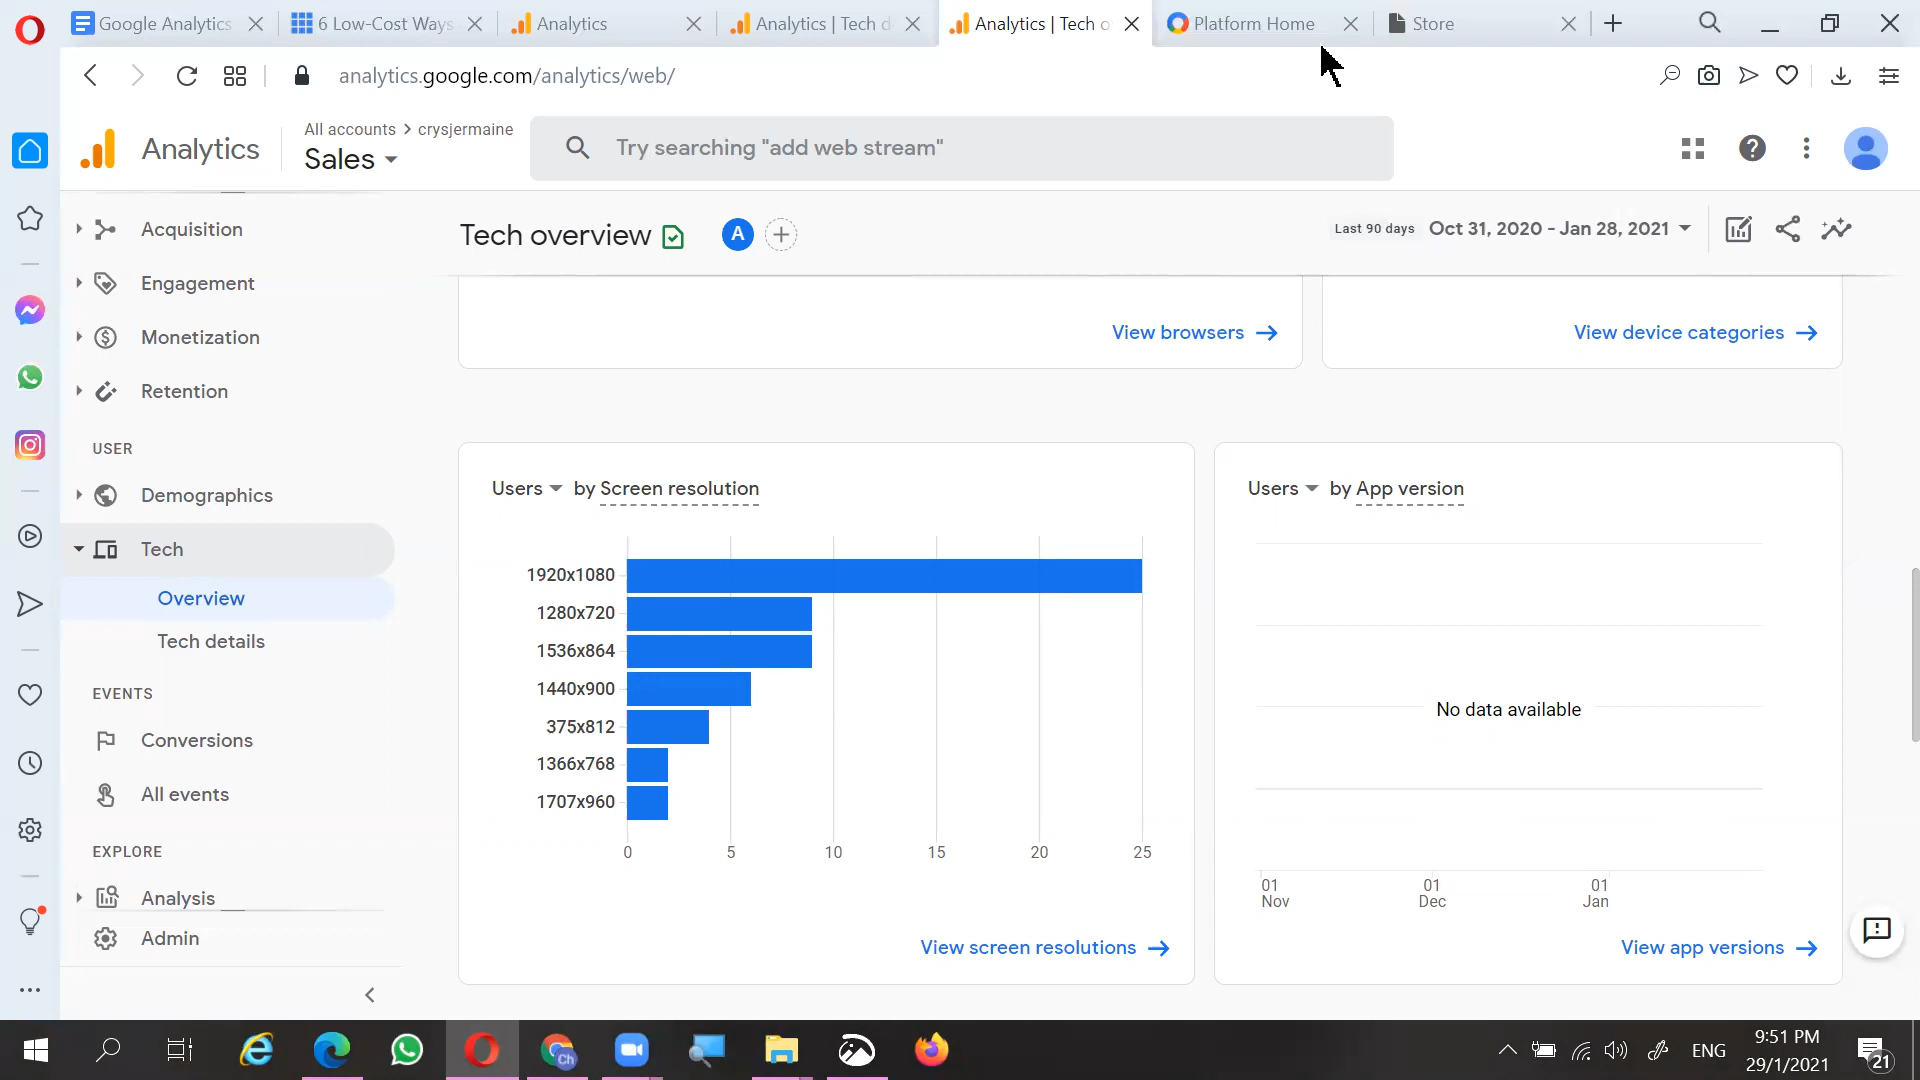 Google Analytics
6 Low-Cost Ways
Analytics
Analytics | Tech d
Analytics | Tech o
Platform Home
Store
analytics.google.com/analytics/web/
Analytics
All accounts > crysjermaine
Sales
Try searching "add web stream"
Tech overview
A
Last 90 days
Oct 31, 2020 - Jan 28, 2021
Acquisition
Engagement
Monetization
Retention
USER
Demographics
Tech
Overview
Tech details
EVENTS
Conversions
All events
EXPLORE
Analysis
Admin
View browsers
View device categories
Users by Screen resolution
1920x1080
1280x720
1536x864
1440x900
375x812
1366x768
1707x960
0 5 10 15 20 25
View screen resolutions
Users by App version
No data available
01 01 01
Nov Dec Jan
View app versions
Ch
ENG
9:51 PM
29/1/2021
21